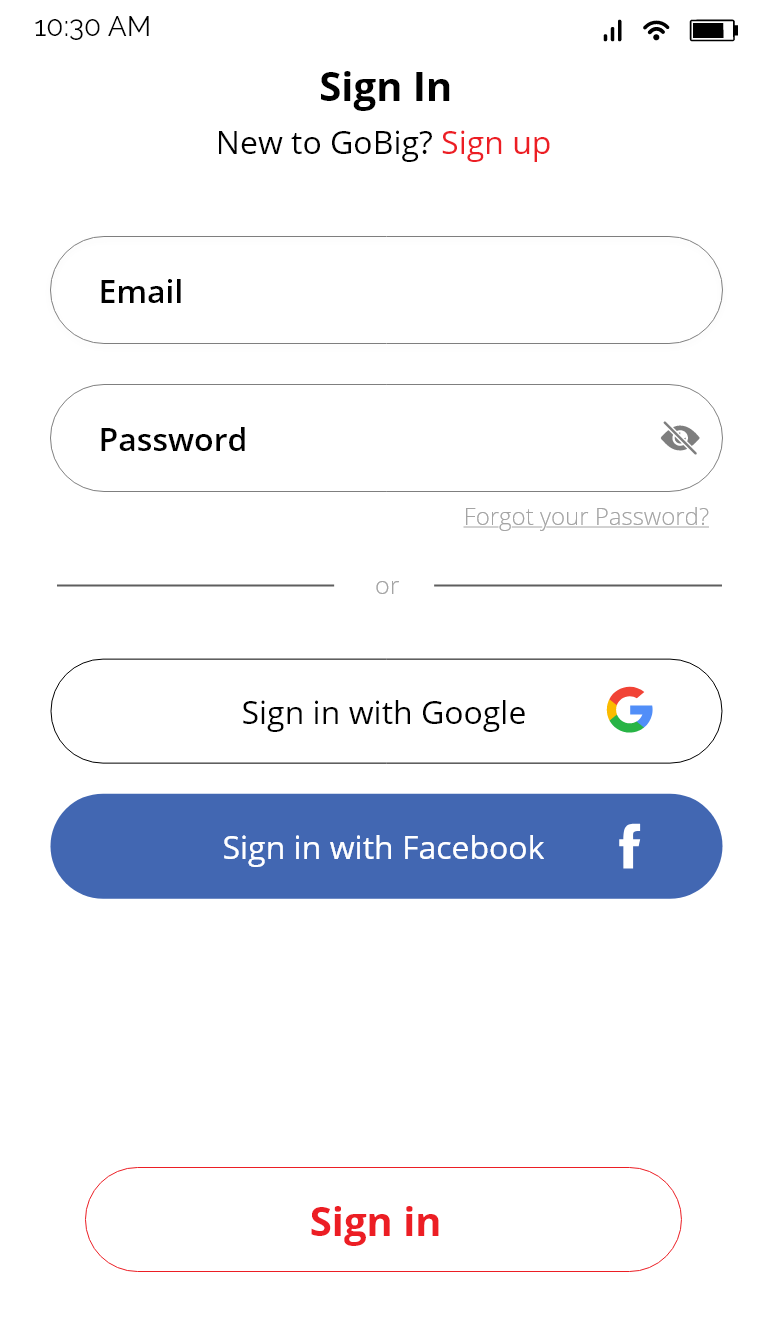 10:30 AM
Sign In
New to GoBig? Sign up
Email
Password
Forgot your Password?
or
Sign in with Google
Sign in with Facebook
Sign in